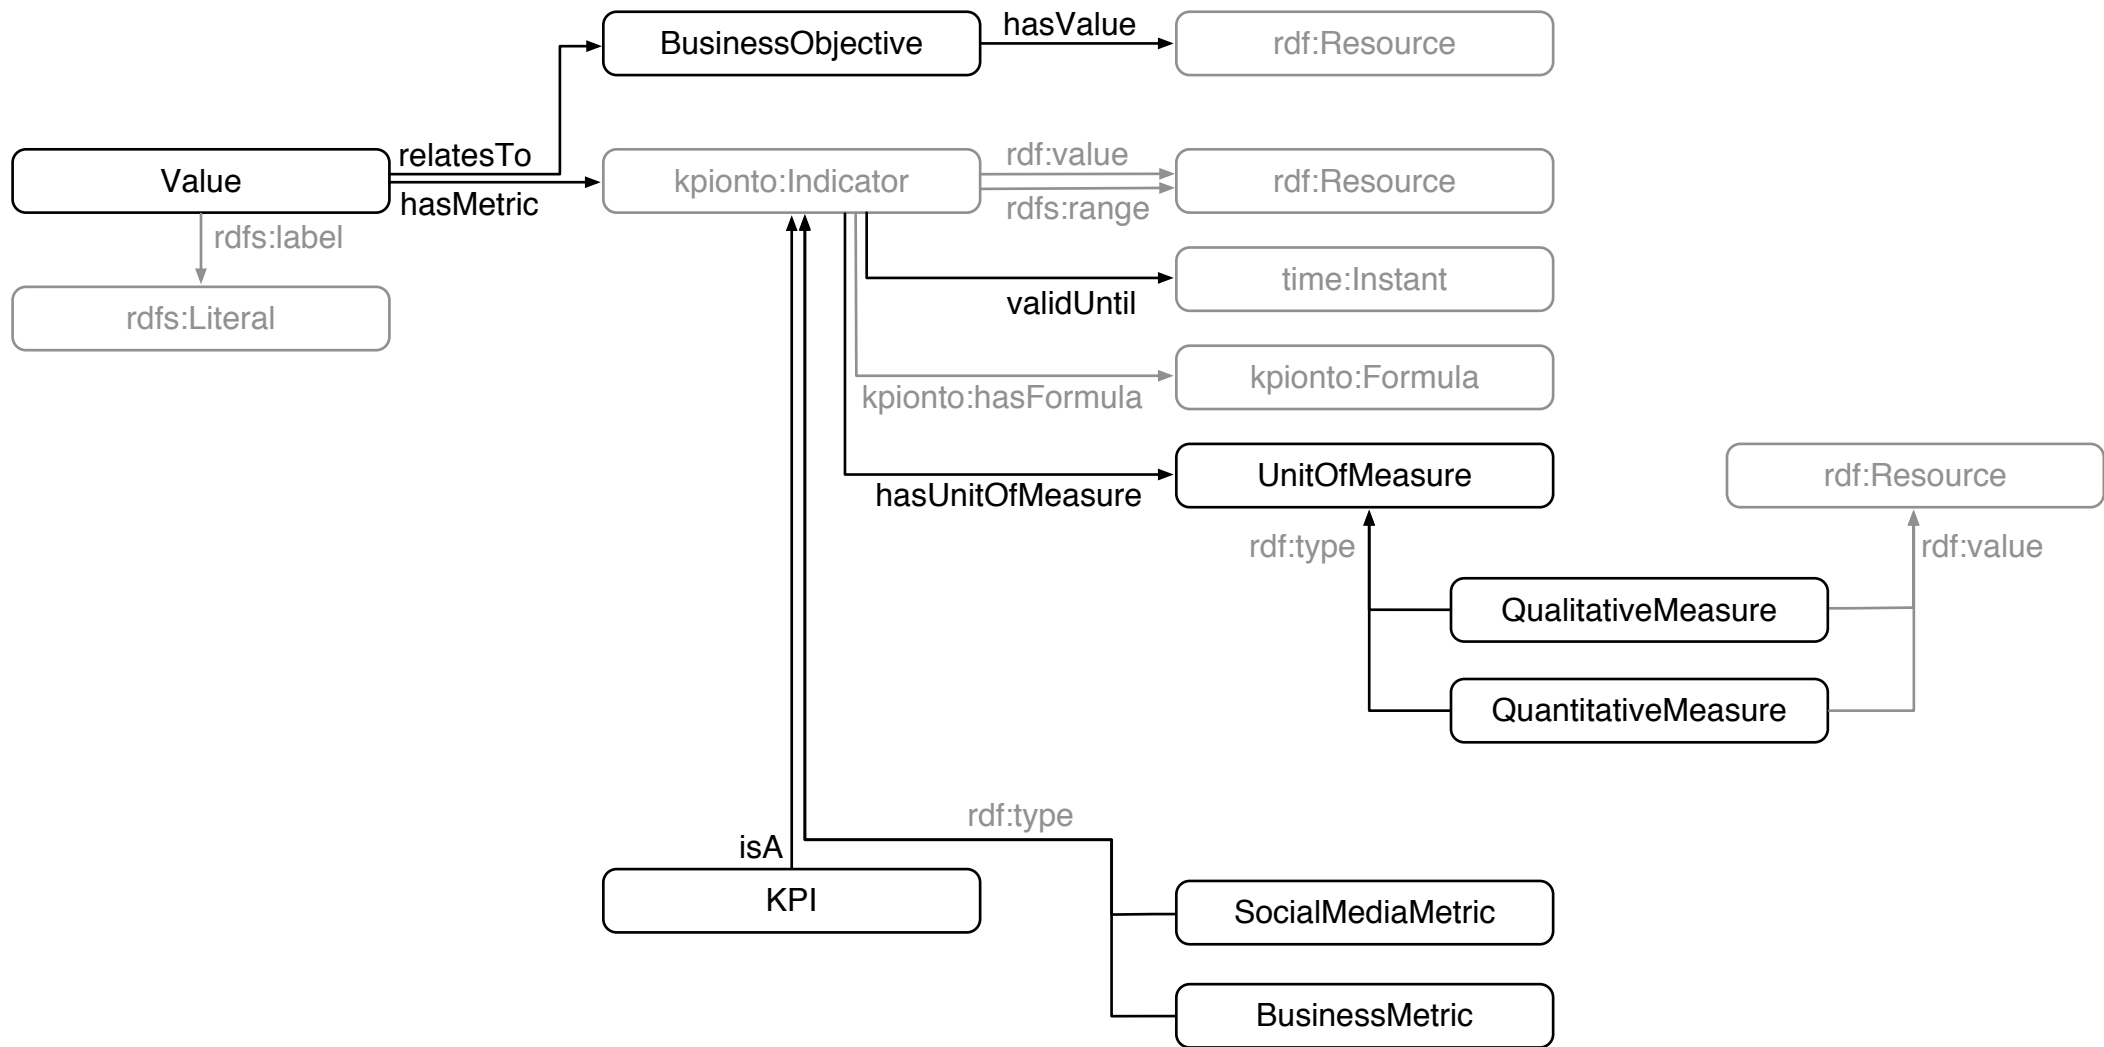 BusinessObjective
hasValue
rdf:Resource
Value
relatesTo
hasMetric
kpionto:Indicator
rdf:value
rdfs:range
rdf:Resource
rdfs:label
rdfs:Literal
validUntil
time:Instant
kpionto:hasFormula
kpionto:Formula
hasUnitOfMeasure
UnitOfMeasure
rdf:Resource
rdf:type
rdf:value
QualitativeMeasure
QuantitativeMeasure
rdf:type
isA
KPI
SocialMediaMetric
BusinessMetric